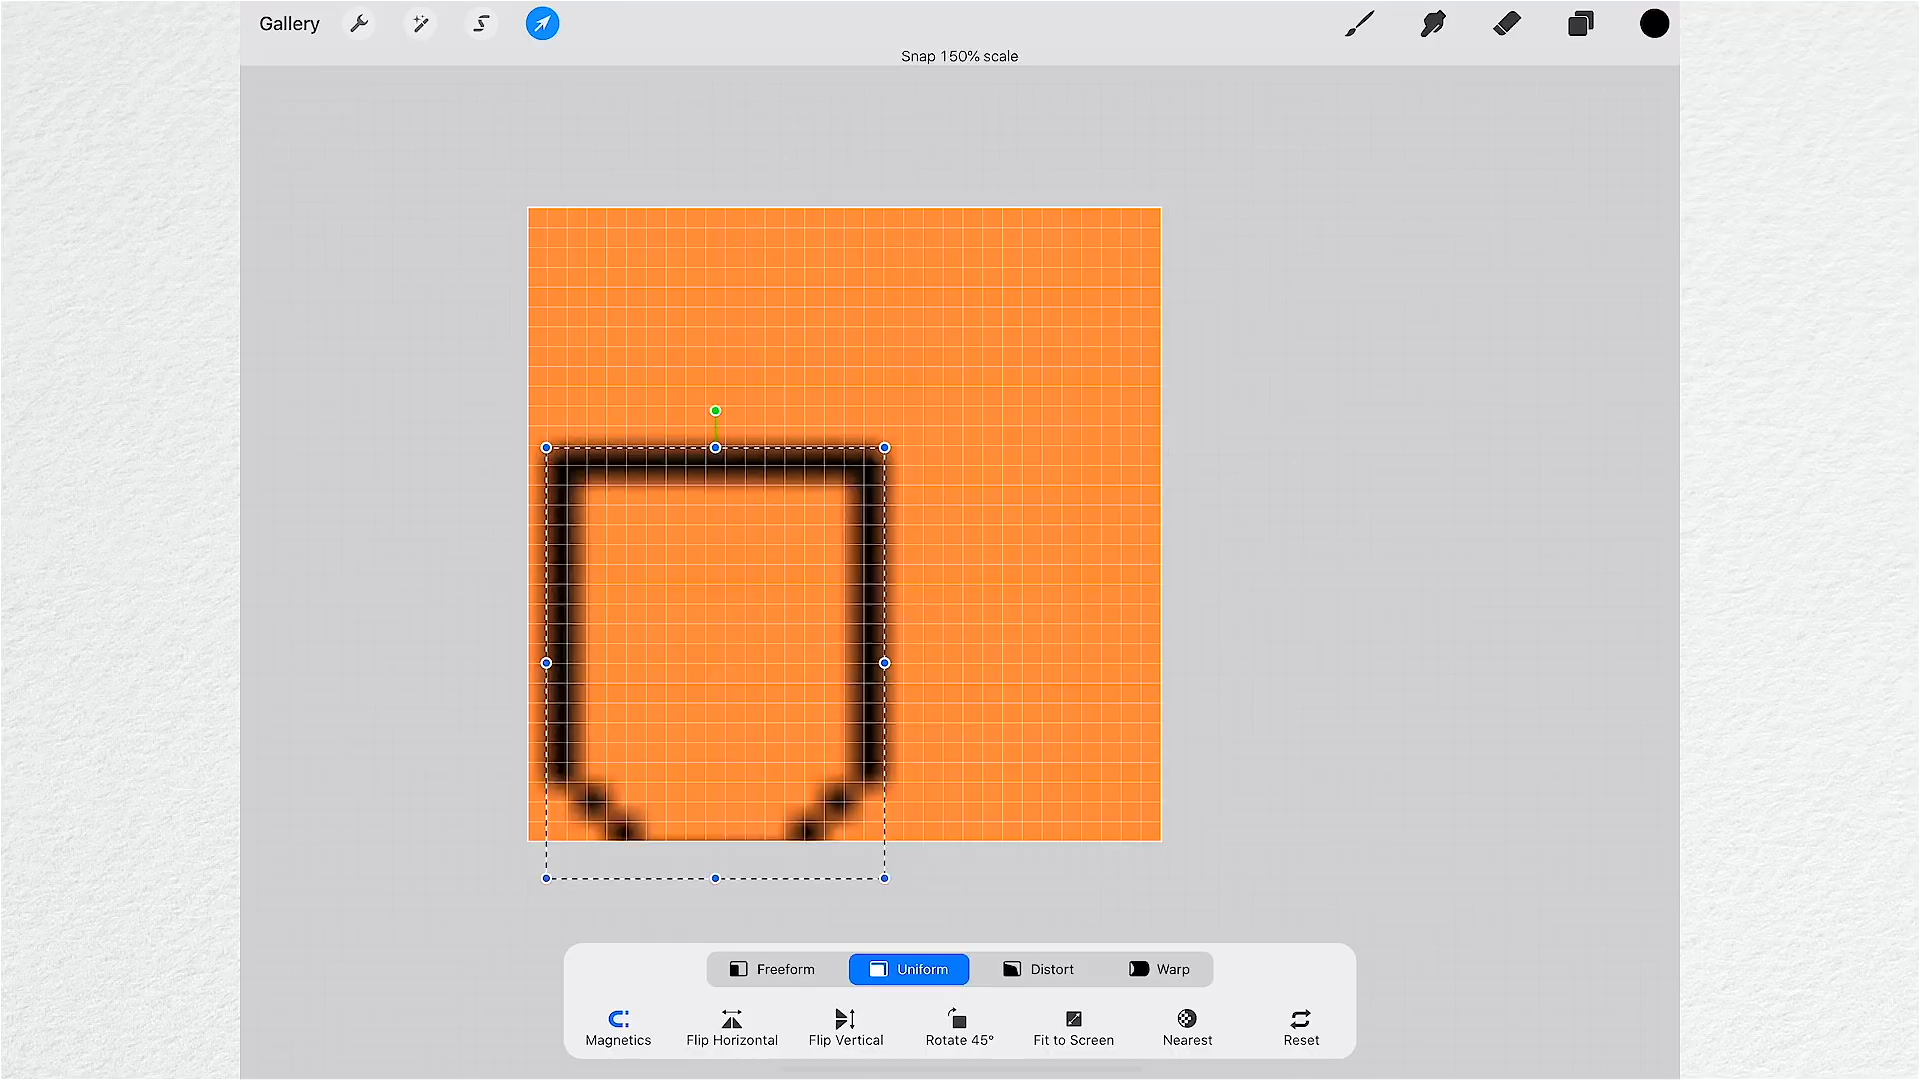 Gallery
Snap 150% scale
Freeform
Uniform
Distort
Warp
Magnetics
Flip Horizontal
Flip Vertical
Rotate 45°
Fit to Screen
Nearest
Reset